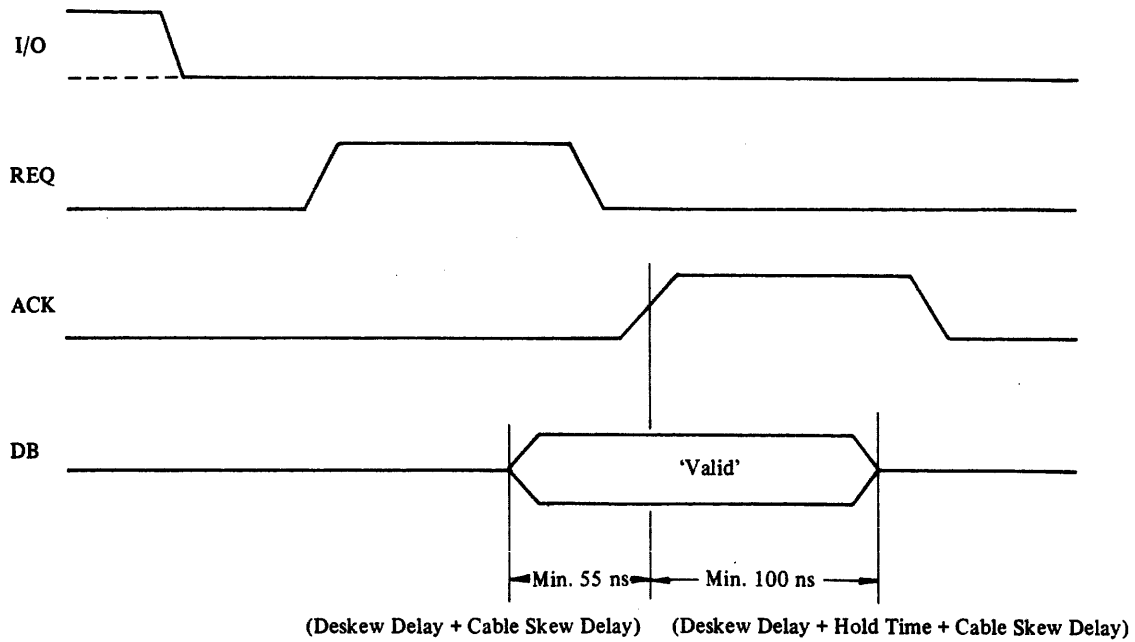 I/O
REQ
ACK
DB
‘Valid’
Min. 55 ns
Min. 100 ns
(Deskew Delay + Cable Skew Delay)
(Deskew Delay + Hold Time + Cable Skew Delay)